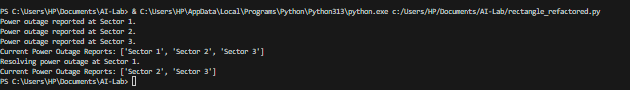 PS C:\Users\HP\Documents\AI-Lab> & C:\Users\HP\AppData\Local\Programs\Python\Python313\python.exe c:/Users/HP/Documents/AI-Lab/rectangle_refactored.py
Power outage reported at Sector 1.
Power outage reported at Sector 2.
Power outage reported at Sector 3.
Current Power Outage Reports: ['Sector 1', 'Sector 2', 'Sector 3']
Resolving power outage at Sector 1.
Current Power Outage Reports: ['Sector 2', 'Sector 3']
PS C:\Users\HP\Documents\AI-Lab>